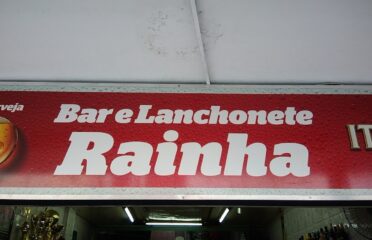 rveja
Bar e Lanchonete
Rainha
IT